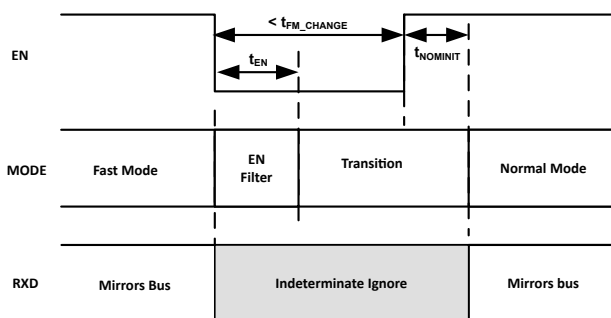 < tFM_CHANGE
EN
tEN
tNOMINIT
MODE
Fast Mode
EN
Filter
Transition
Normal Mode
RXD
Mirrors Bus
Indeterminate Ignore
Mirrors bus